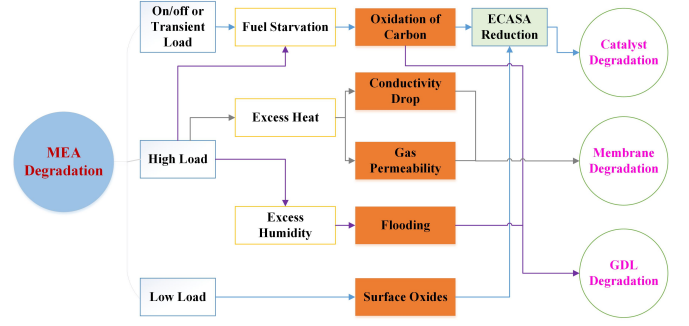 On/off or
Transient
Load
Fuel Starvation
Oxidation of
Carbon
ECASA
Reduction
Catalyst
Degradation
Conductivity
Drop
Excess Heat
MEA
Degradation
High Load
Gas
Permeability
Membrane
Degradation
Excess
Humidity
Flooding
GDL
Degradation
Low Load
Surface Oxides